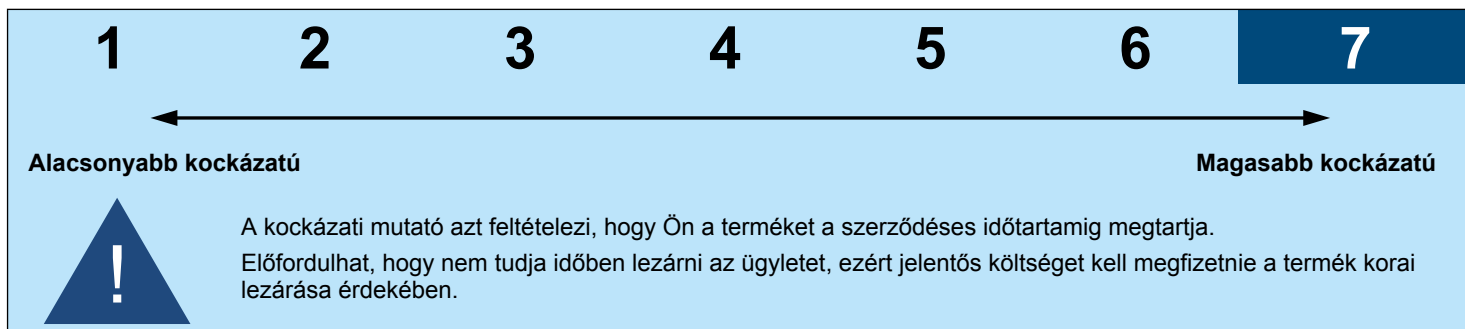 1 2 3 4 5 6 7
Alacsonyabb kockázatú Magasabb kockázatú
!
A kockázati mutató azt feltételezi, hogy Ön a terméket a szerződéses időtartamig megtartja.
Előfordulhat, hogy nem tudja időben lezárni az ügyletet, ezért jelentős költséget kell megfizetnie a termék korai
lezárása érdekében.